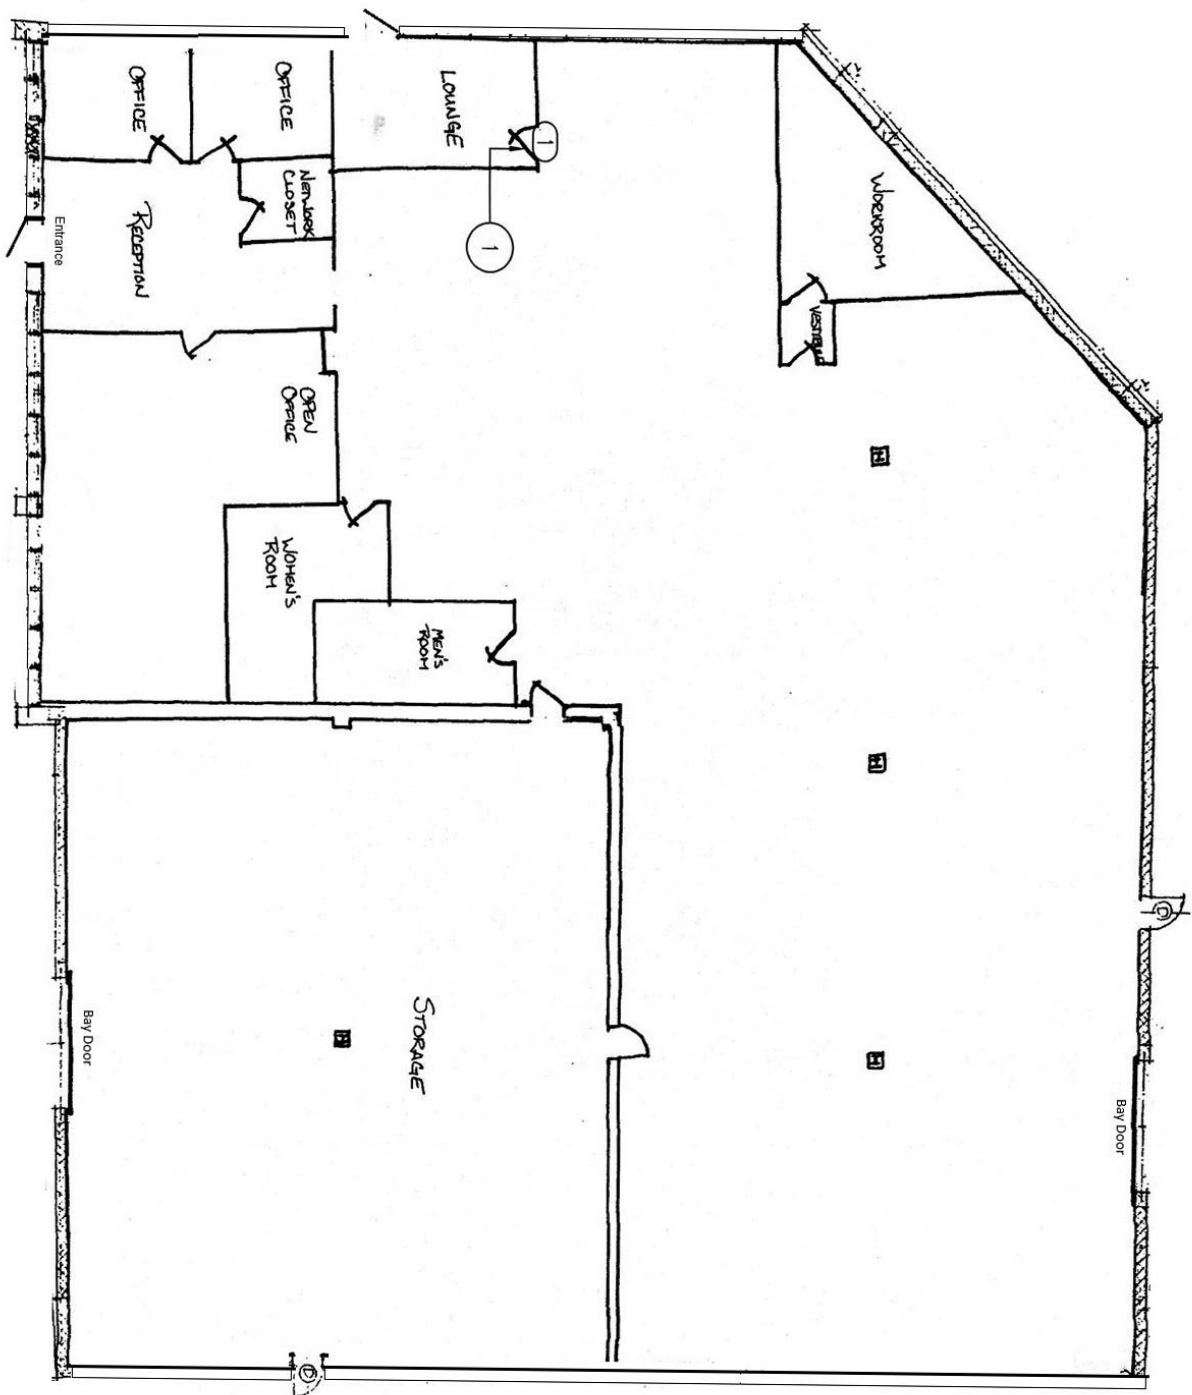 OFFICE
OFFICE
LOUNGE
1
1
NETWORK
CLOSET
RECEPTION
Entrance
WORKROOM
OPEN
OFFICE
WOMEN'S
ROOM
MEN'S
ROOM
STORAGE
Bay Door
Bay Door
D
D
H
H
H
H